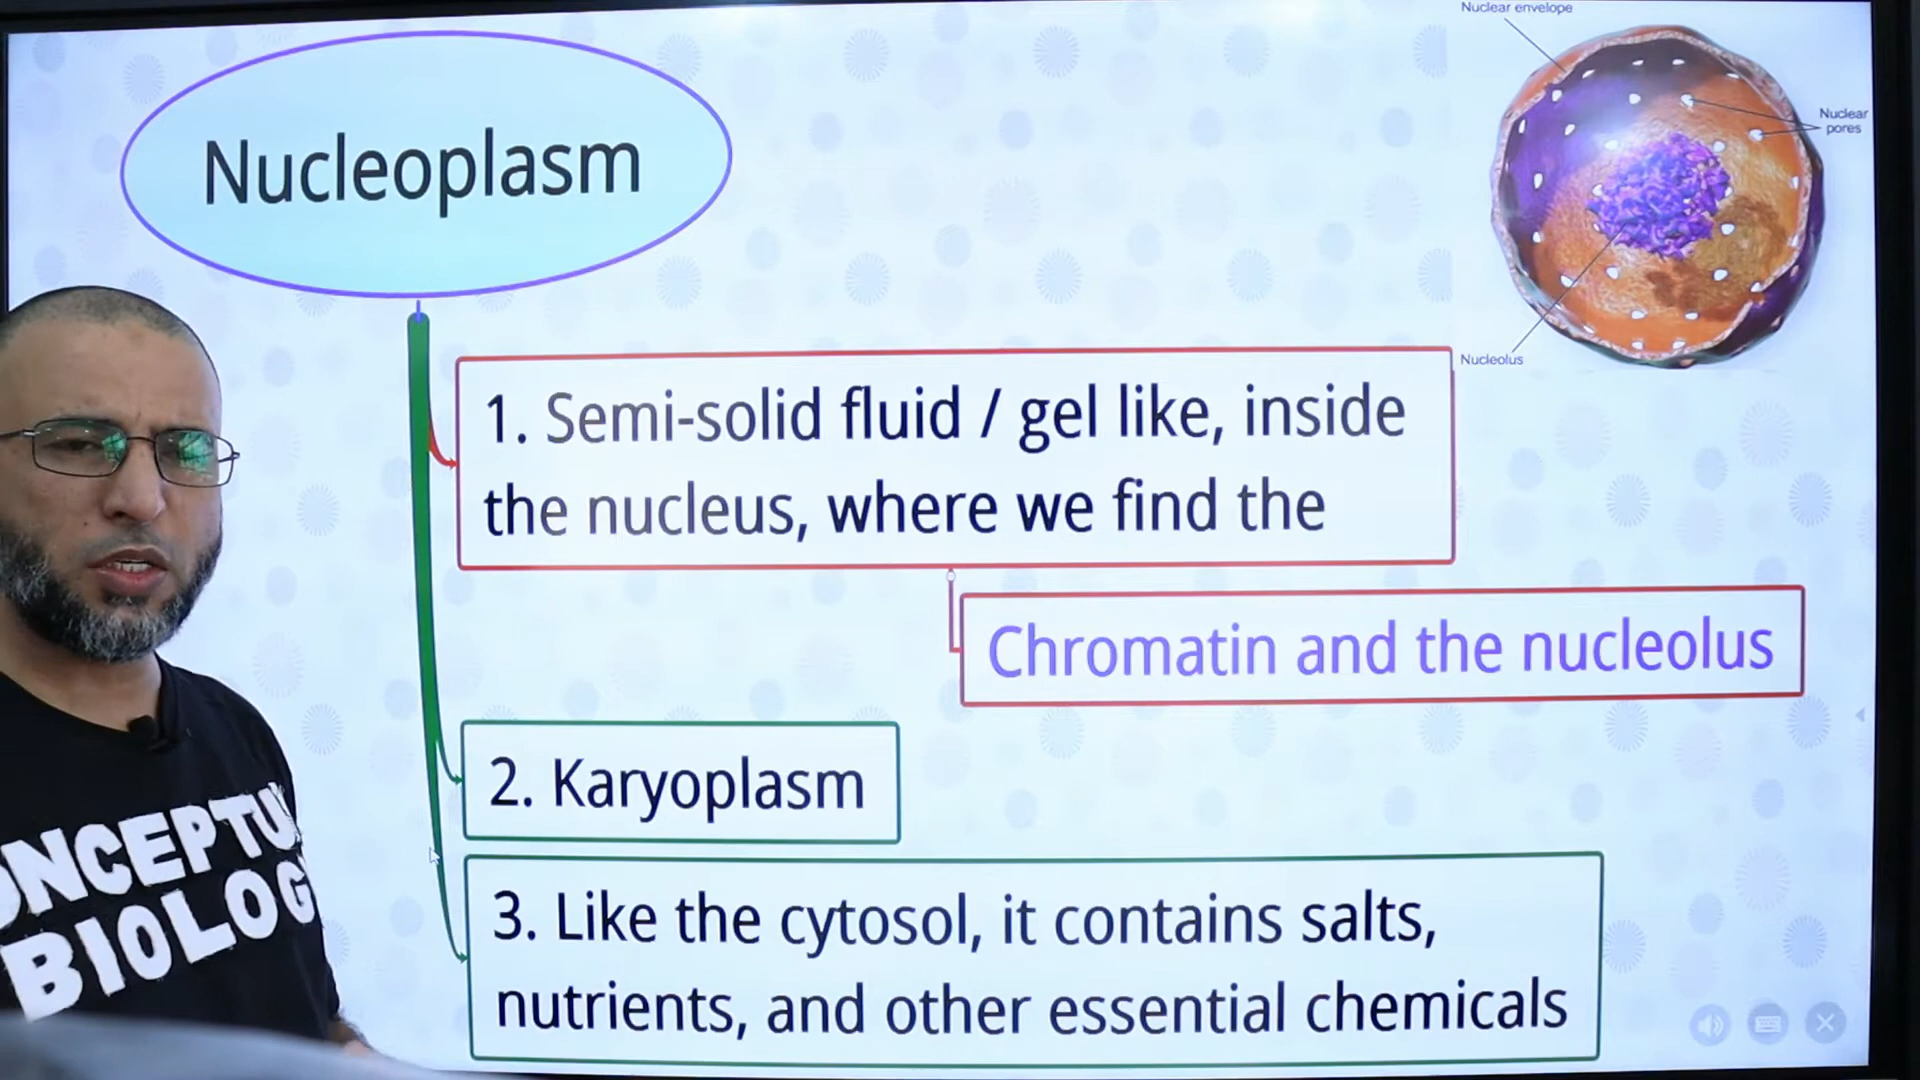 Nuclear envelope
Nucleoplasm
Nuclear
pores
Nucleolus
1. Semi-solid fluid / gel like, inside
the nucleus, where we find the
Chromatin and the nucleolus
2. Karyoplasm
3. Like the cytosol, it contains salts,
nutrients, and other essential chemicals
ONCEPTU
BIOLOG